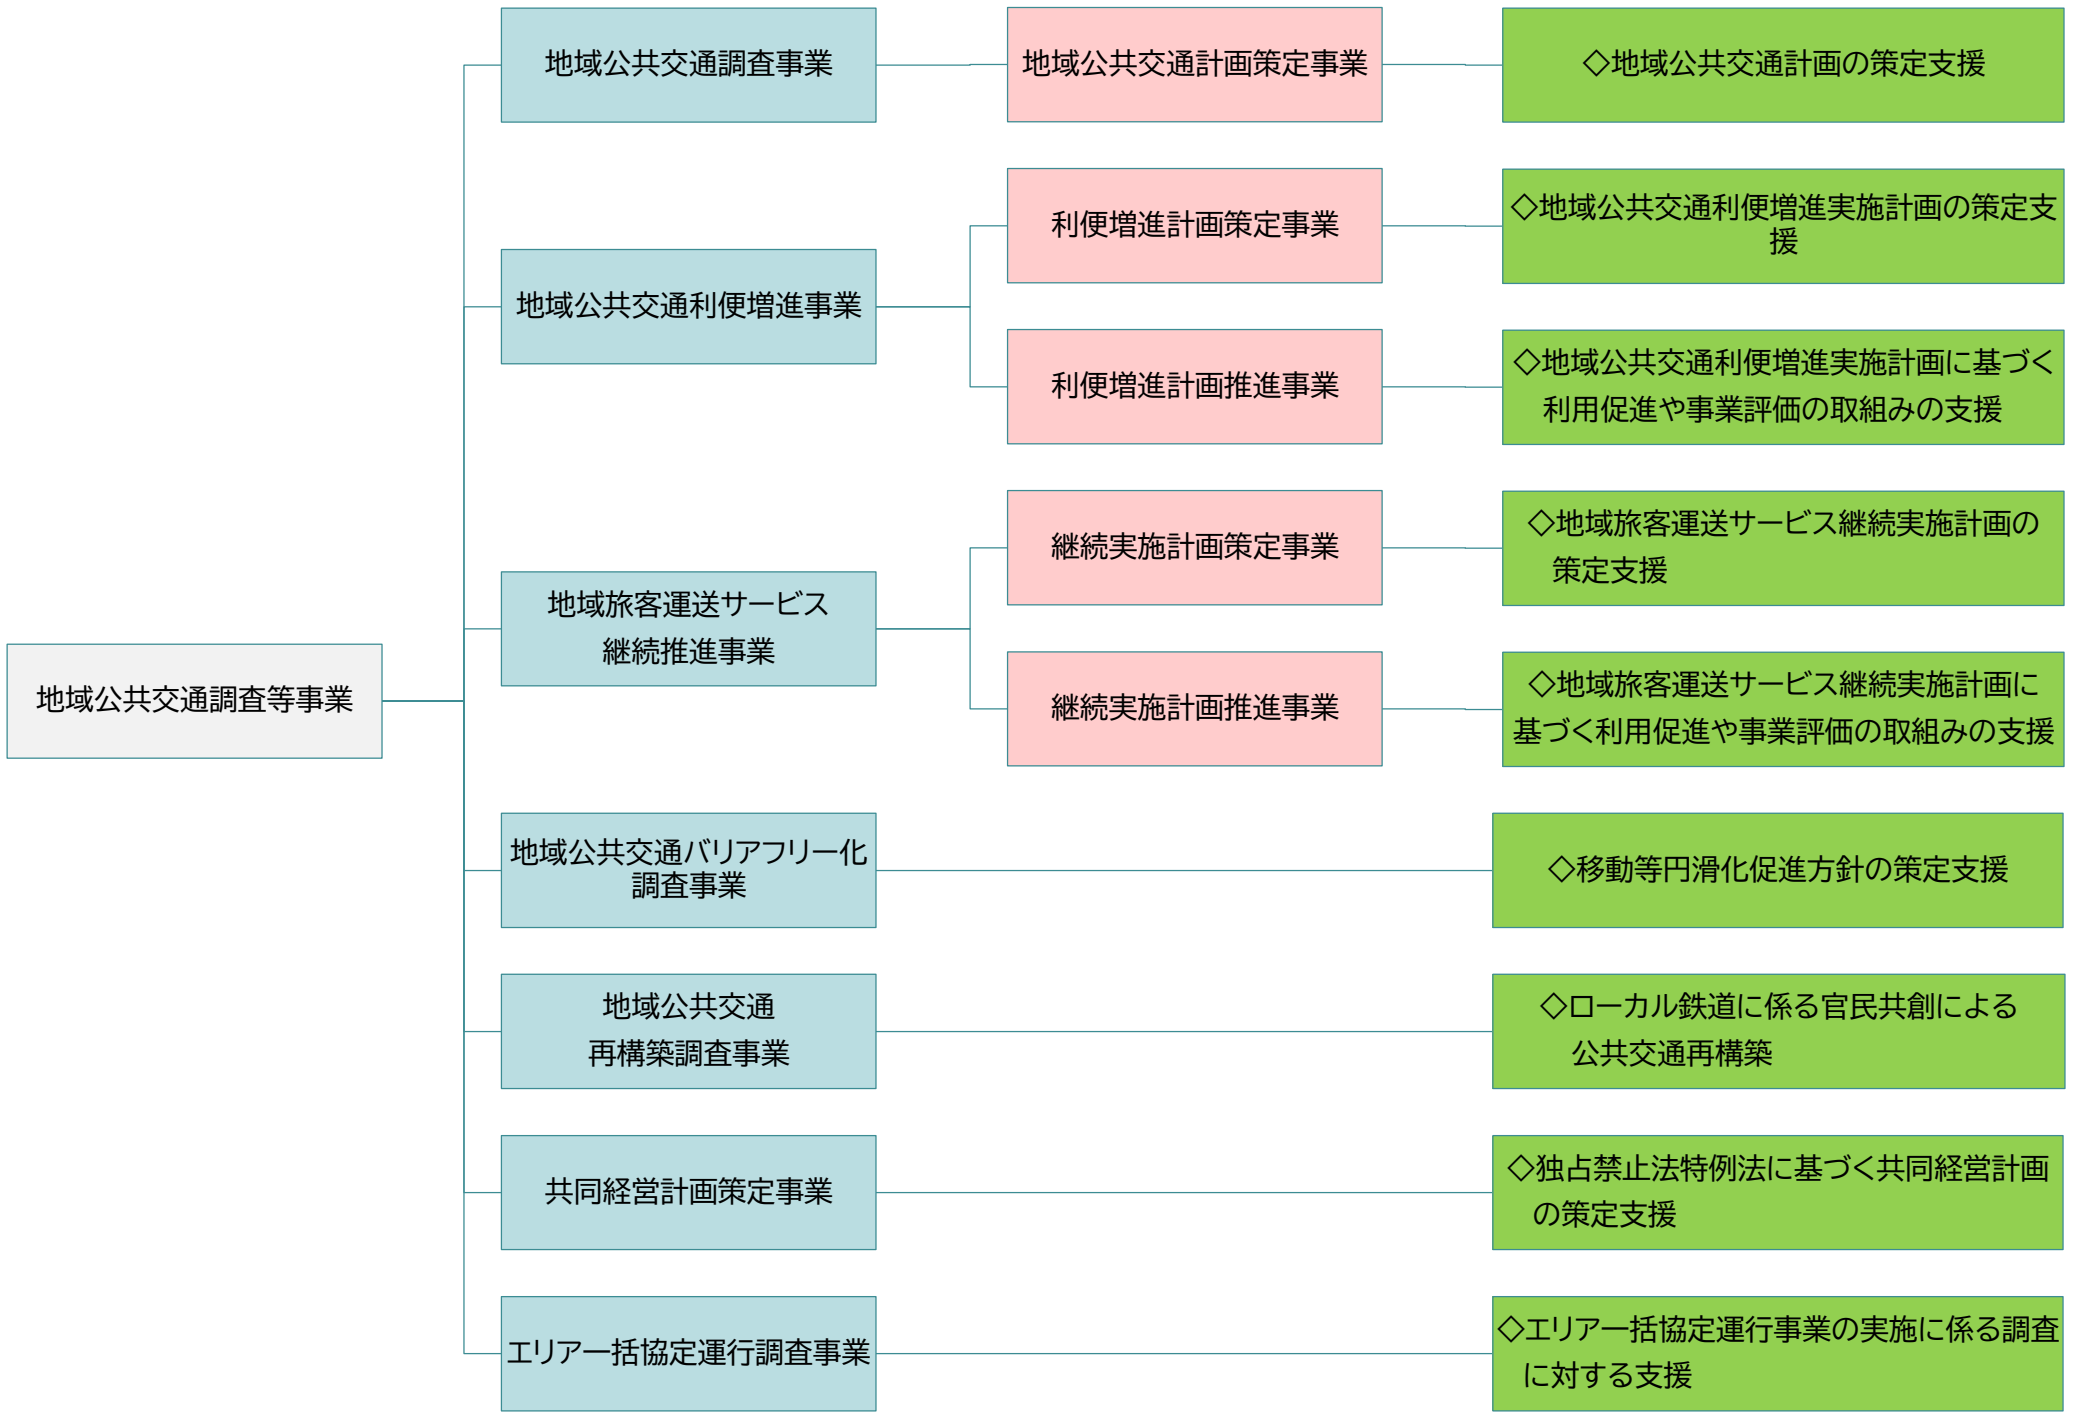 地域公共交通調査等事業
地域公共交通調査事業
地域公共交通計画策定事業
◇地域公共交通計画の策定支援
地域公共交通利便増進事業
利便増進計画策定事業
◇地域公共交通利便増進実施計画の策定支
援
利便増進計画推進事業
◇地域公共交通利便増進実施計画に基づく
利用促進や事業評価の取組みの支援
地域旅客運送サービス
継続推進事業
継続実施計画策定事業
◇地域旅客運送サービス継続実施計画の
策定支援
継続実施計画推進事業
◇地域旅客運送サービス継続実施計画に
基づく利用促進や事業評価の取組みの支援
地域公共交通バリアフリー化
調査事業
◇移動等円滑化促進方針の策定支援
地域公共交通
再構築調査事業
◇ローカル鉄道に係る官民共創による
公共交通再構築
共同経営計画策定事業
◇独占禁止法特例法に基づく共同経営計画
の策定支援
エリア一括協定運行調査事業
◇エリア一括協定運行事業の実施に係る調査
に対する支援